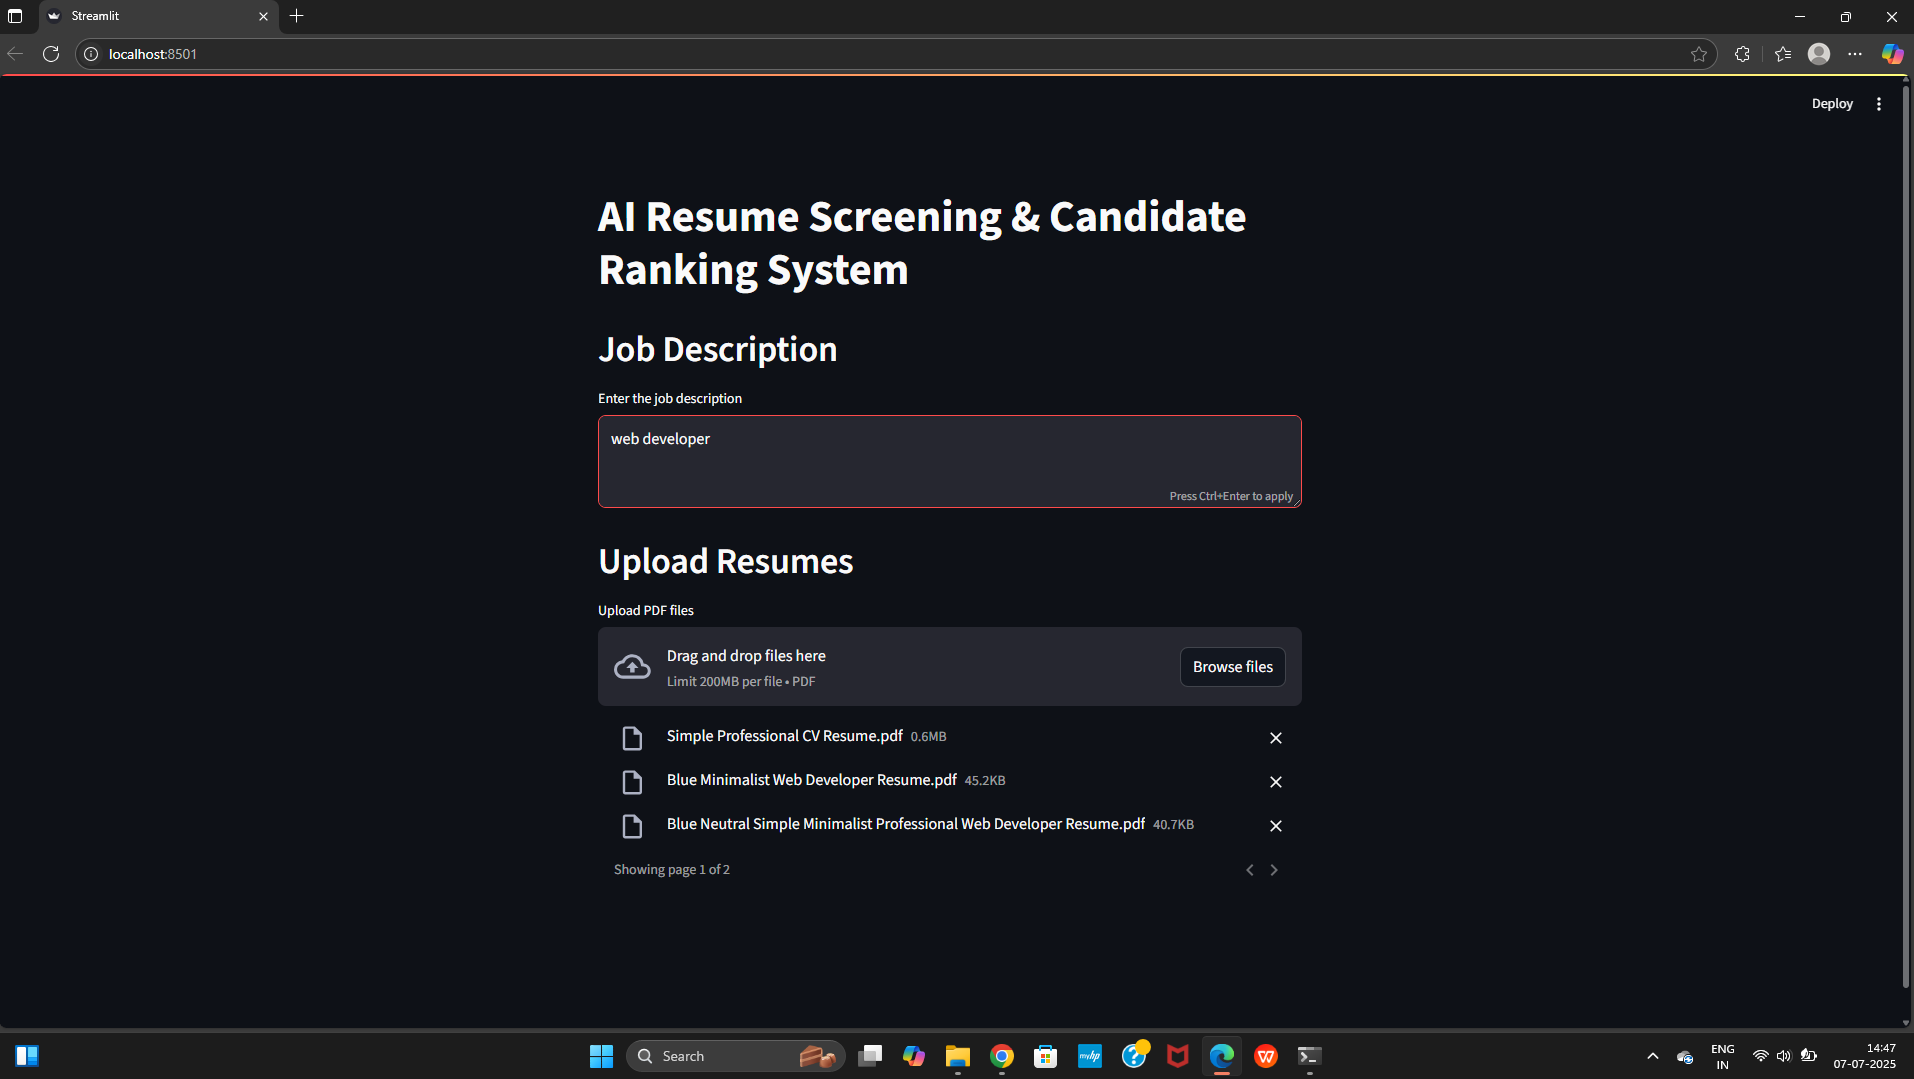 Streamlit
localhost:8501
Deploy
AI Resume Screening & Candidate
Ranking System
Job Description
Enter the job description
web developer
Press Ctrl+Enter to apply
Upload Resumes
Upload PDF files
Drag and drop files here
Limit 200MB per file • PDF
Browse files
Simple Professional CV Resume.pdf 0.6MB
Blue Minimalist Web Developer Resume.pdf 45.2KB
Blue Neutral Simple Minimalist Professional Web Developer Resume.pdf 40.7KB
Showing page 1 of 2
Search
myhp
ENG
IN
14:47
07-07-2025